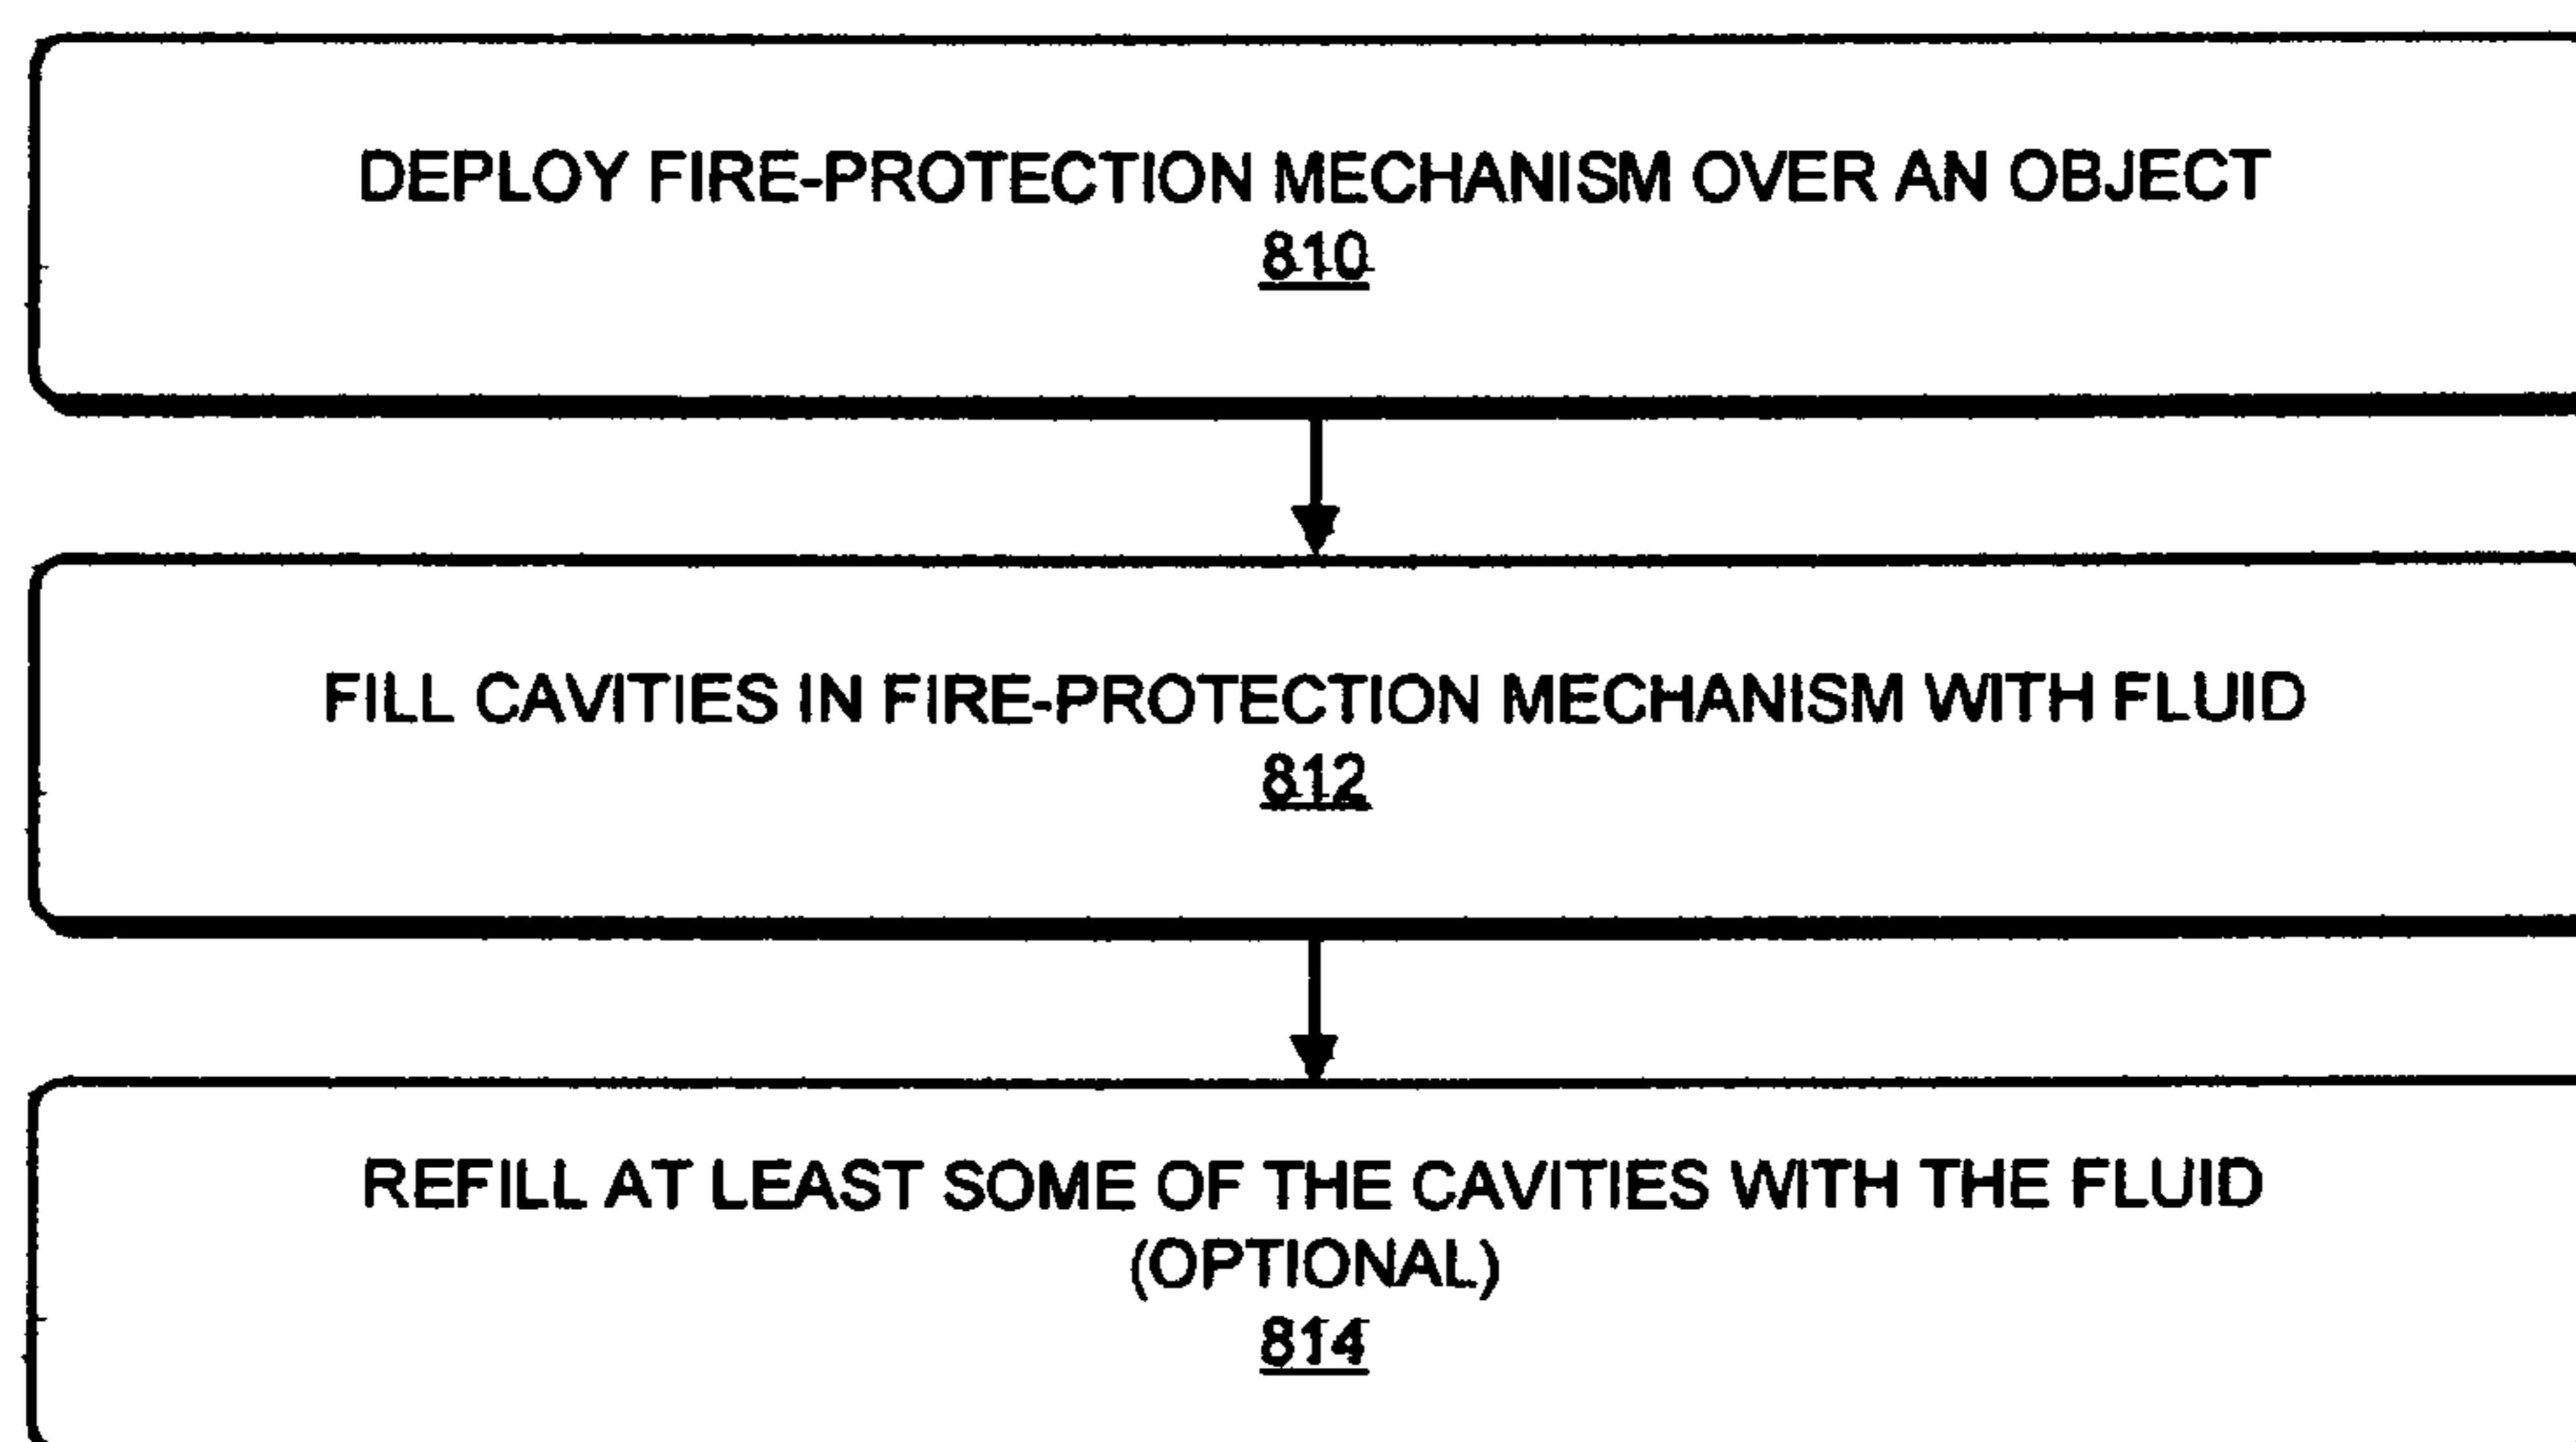 DEPLOY FIRE-PROTECTION MECHANISM OVER AN OBJECT
810
FILL CAVITIES IN FIRE-PROTECTION MECHANISM WITH FLUID
812
REFILL AT LEAST SOME OF THE CAVITIES WITH THE FLUID
(OPTIONAL)
814